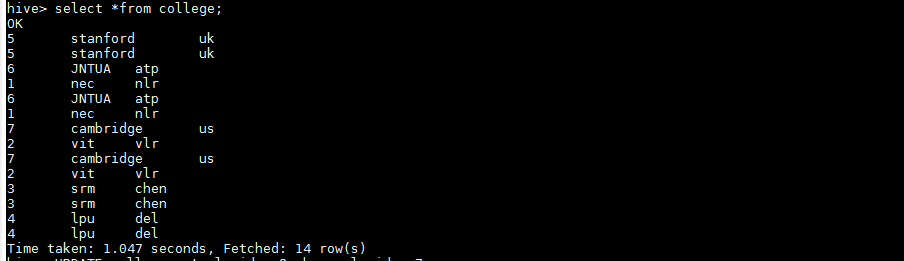 hive> select *from college;
OK
5 stanford uk
5 stanford uk
6 JNTUA atp
1 nec nlr
6 JNTUA atp
1 nec nlr
7 cambridge us
2 vit vlr
7 cambridge us
2 vit vlr
3 srm chen
3 srm chen
4 lpu del
4 lpu del
Time taken: 1.047 seconds, Fetched: 14 row(s)